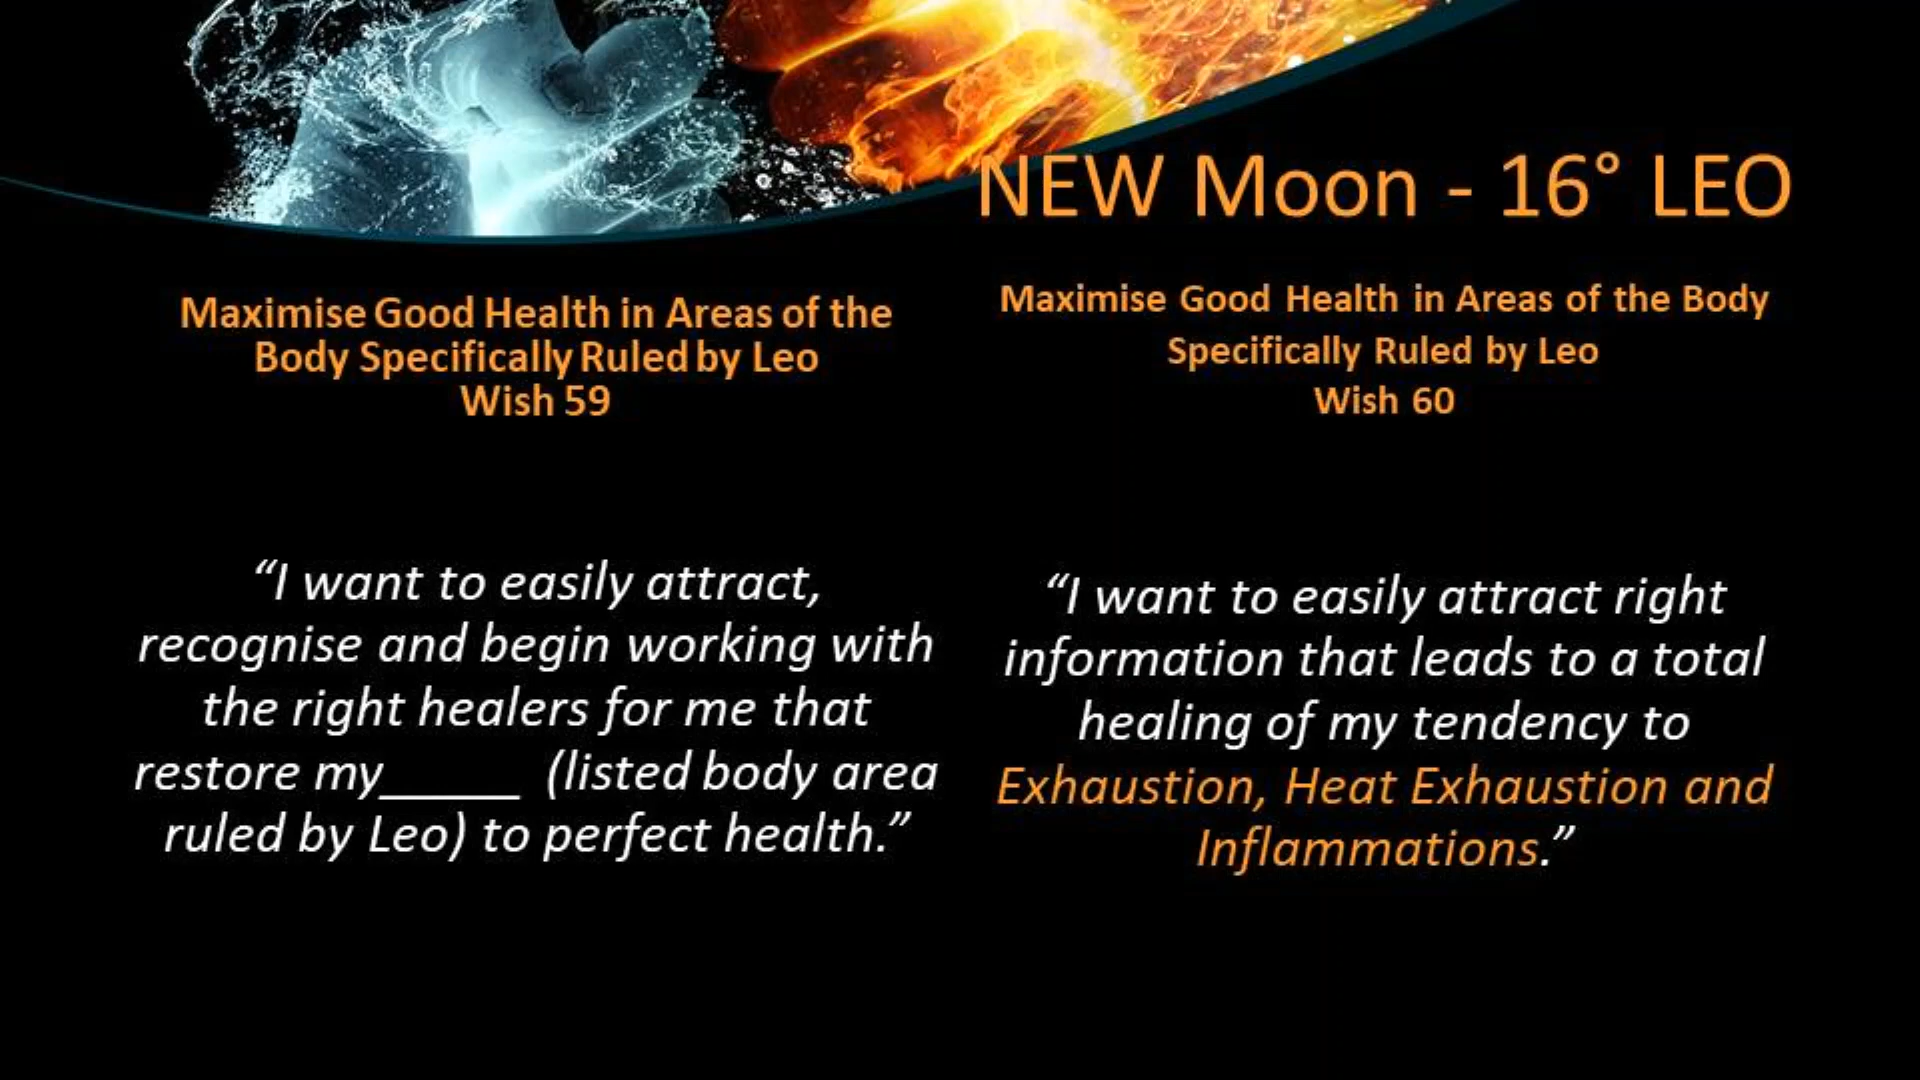 NEW Moon - 16° LEO
Maximise Good Health in Areas of the
Body Specifically Ruled by Leo
Wish 59
“I want to easily attract,
recognise and begin working with
the right healers for me that
restore my_____ (listed body area
ruled by Leo) to perfect health.”
Maximise Good Health in Areas of the Body
Specifically Ruled by Leo
Wish 60
“I want to easily attract right
information that leads to a total
healing of my tendency to
Exhaustion, Heat Exhaustion and
Inflammations.”